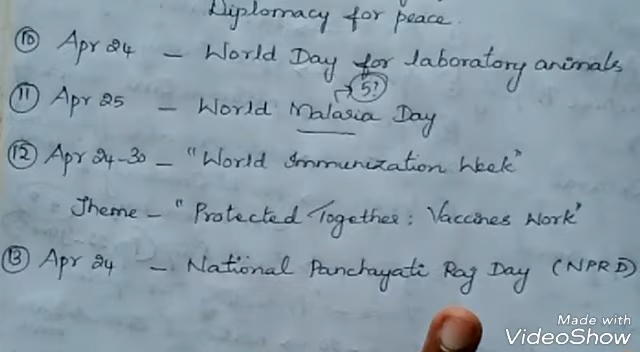 Diplomacy for peace.
10 Apr 24 - World Day for laboratory animals
5?
11 Apr 25 - World Malaria Day
12 Apr 24-30 - "World Immunization Week"
Theme - "Protected Together: Vaccines Work"
13 Apr 24 - National Panchayati Raj Day (NPRD)
Made with
VideoShow